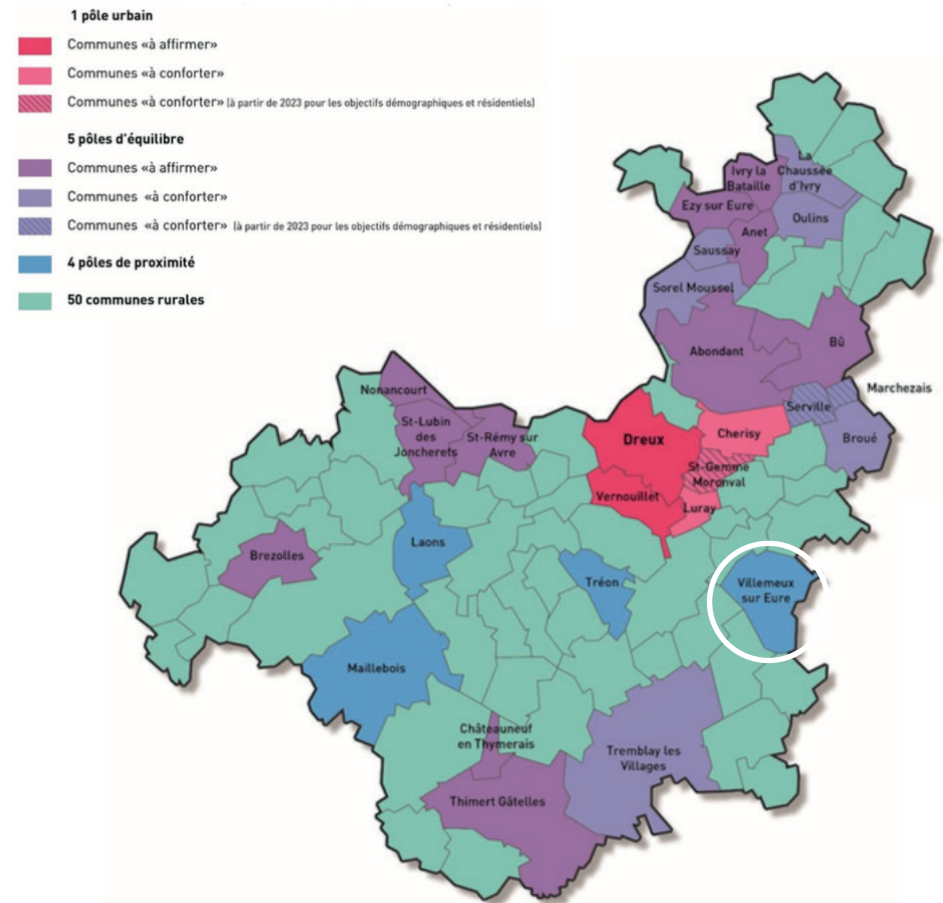 1 pôle urbain
Communes «à affirmer»
Communes «à conforter»
Communes «à conforter» (à partir de 2023 pour les objectifs démographiques et résidentiels)
5 pôles d'équilibre
Communes «à affirmer»
Communes «à conforter»
Communes «à conforter» (à partir de 2023 pour les objectifs démographiques et résidentiels)
4 pôles de proximité
50 communes rurales
La
Chaussée
d'Ivry
Ivry la
Bataille
Ezy sur Eure
Oulins
Anet
Saussay
Sorel Moussel
Abondant
Bû
Marchezais
Serville
Broué
Nonancourt
St-Lubin
des
Joncherets
St-Rémy sur
Avre
Dreux
Cherisy
St-Gemme
Moronval
Vernouillet
Luray
Laons
Brezolles
Tréon
Villemeux
sur Eure
Maillebois
Châteauneuf
en Thymerais
Tremblay les
Villages
Thimert Gâtelles